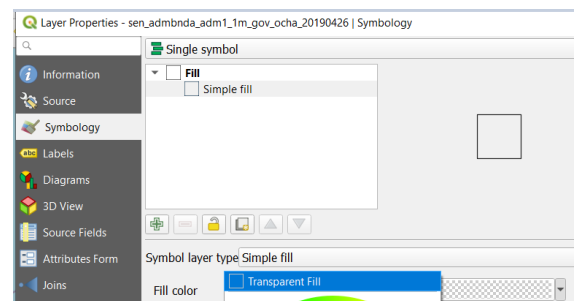 Layer Properties - sen_admbnda_adm1_1m_gov_ocha_20190426 | Symbology
Single symbol
Information
Source
Symbology
abc Labels
Diagrams
3D View
Source Fields
Attributes Form
Joins
Fill
Simple fill
Symbol layer type Simple fill
Fill color
Transparent Fill